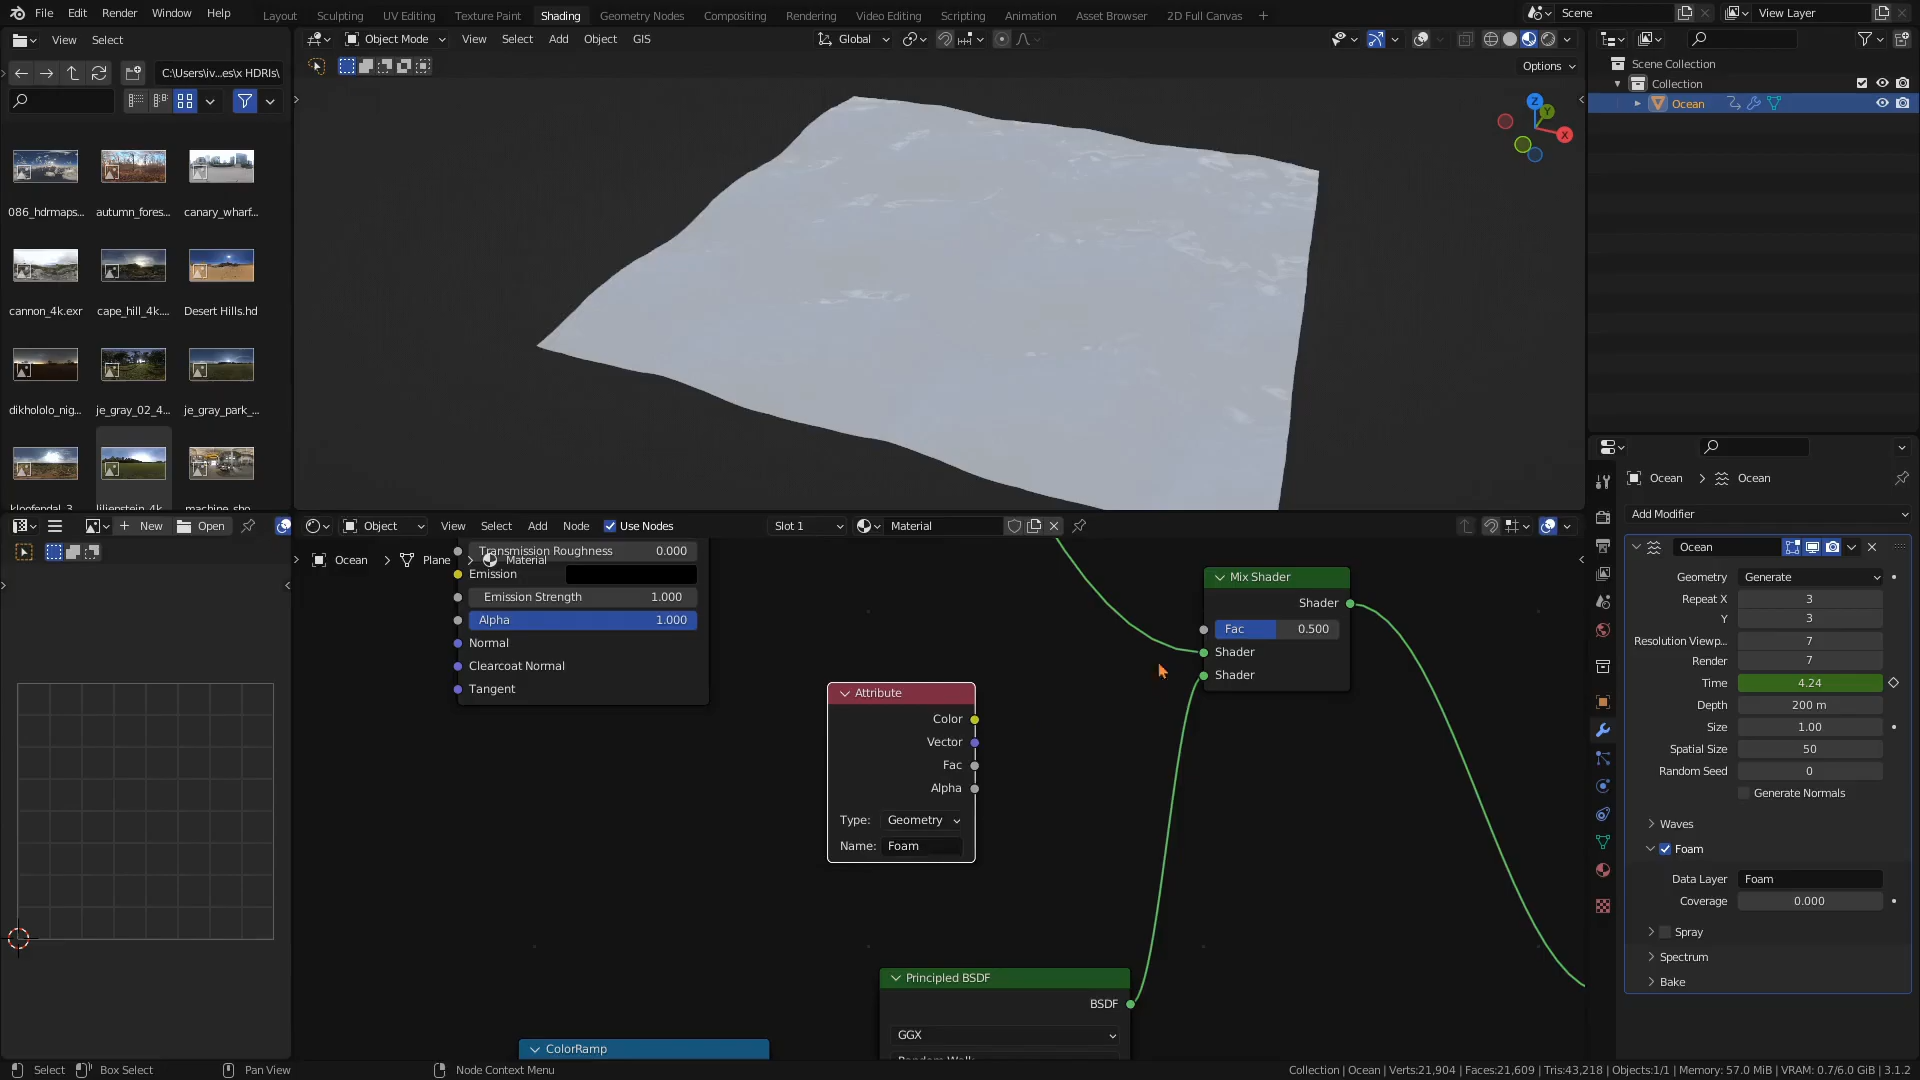 File Edit Render Window Help Layout Sculpting UV Editing Texture Paint Shading Geometry Nodes Compositing Rendering Video Editing Scripting Animation Asset Browser 2D Full Canvas + Scene View Layer
View Select
Object Mode View Select Add Object GIS Global
C:\Users\iv...es\x HDRIs\
Options
Scene Collection
Collection
Ocean
Z
Y
X
086_hdrmaps... autumn_fores... canary_wharf...
cannon_4k.exr cape_hill_4k.... Desert Hills.hd
dikhololo_nig... je_gray_02_4... je_gray_park_...
New Open
Object View Select Add Node Use Nodes Slot 1 Material
Ocean Plane Material
Transmission Roughness 0.000
Emission
Emission Strength 1.000
Alpha 1.000
Normal
Clearcoat Normal
Tangent
Mix Shader
Shader
Fac 0.500
Shader
Shader
Attribute
Color
Vector
Fac
Alpha
Type: Geometry
Name: Foam
Principled BSDF
BSDF
GGX
ColorRamp
Ocean Ocean
Add Modifier
Ocean
Geometry Generate
Repeat X 3
Y 3
Resolution Viewp... 7
Render 7
Time 4.24
Depth 200 m
Size 1.00
Spatial Size 50
Random Seed 0
Generate Normals
Waves
Foam
Data Layer Foam
Coverage 0.000
Spray
Spectrum
Bake
Select Box Select Pan View Node Context Menu Collection | Ocean | Verts:21,904 | Faces:21,609 | Tris:43,218 | Objects:1/1 | Memory: 57.0 MiB | VRAM: 0.7/6.0 GiB | 3.1.2